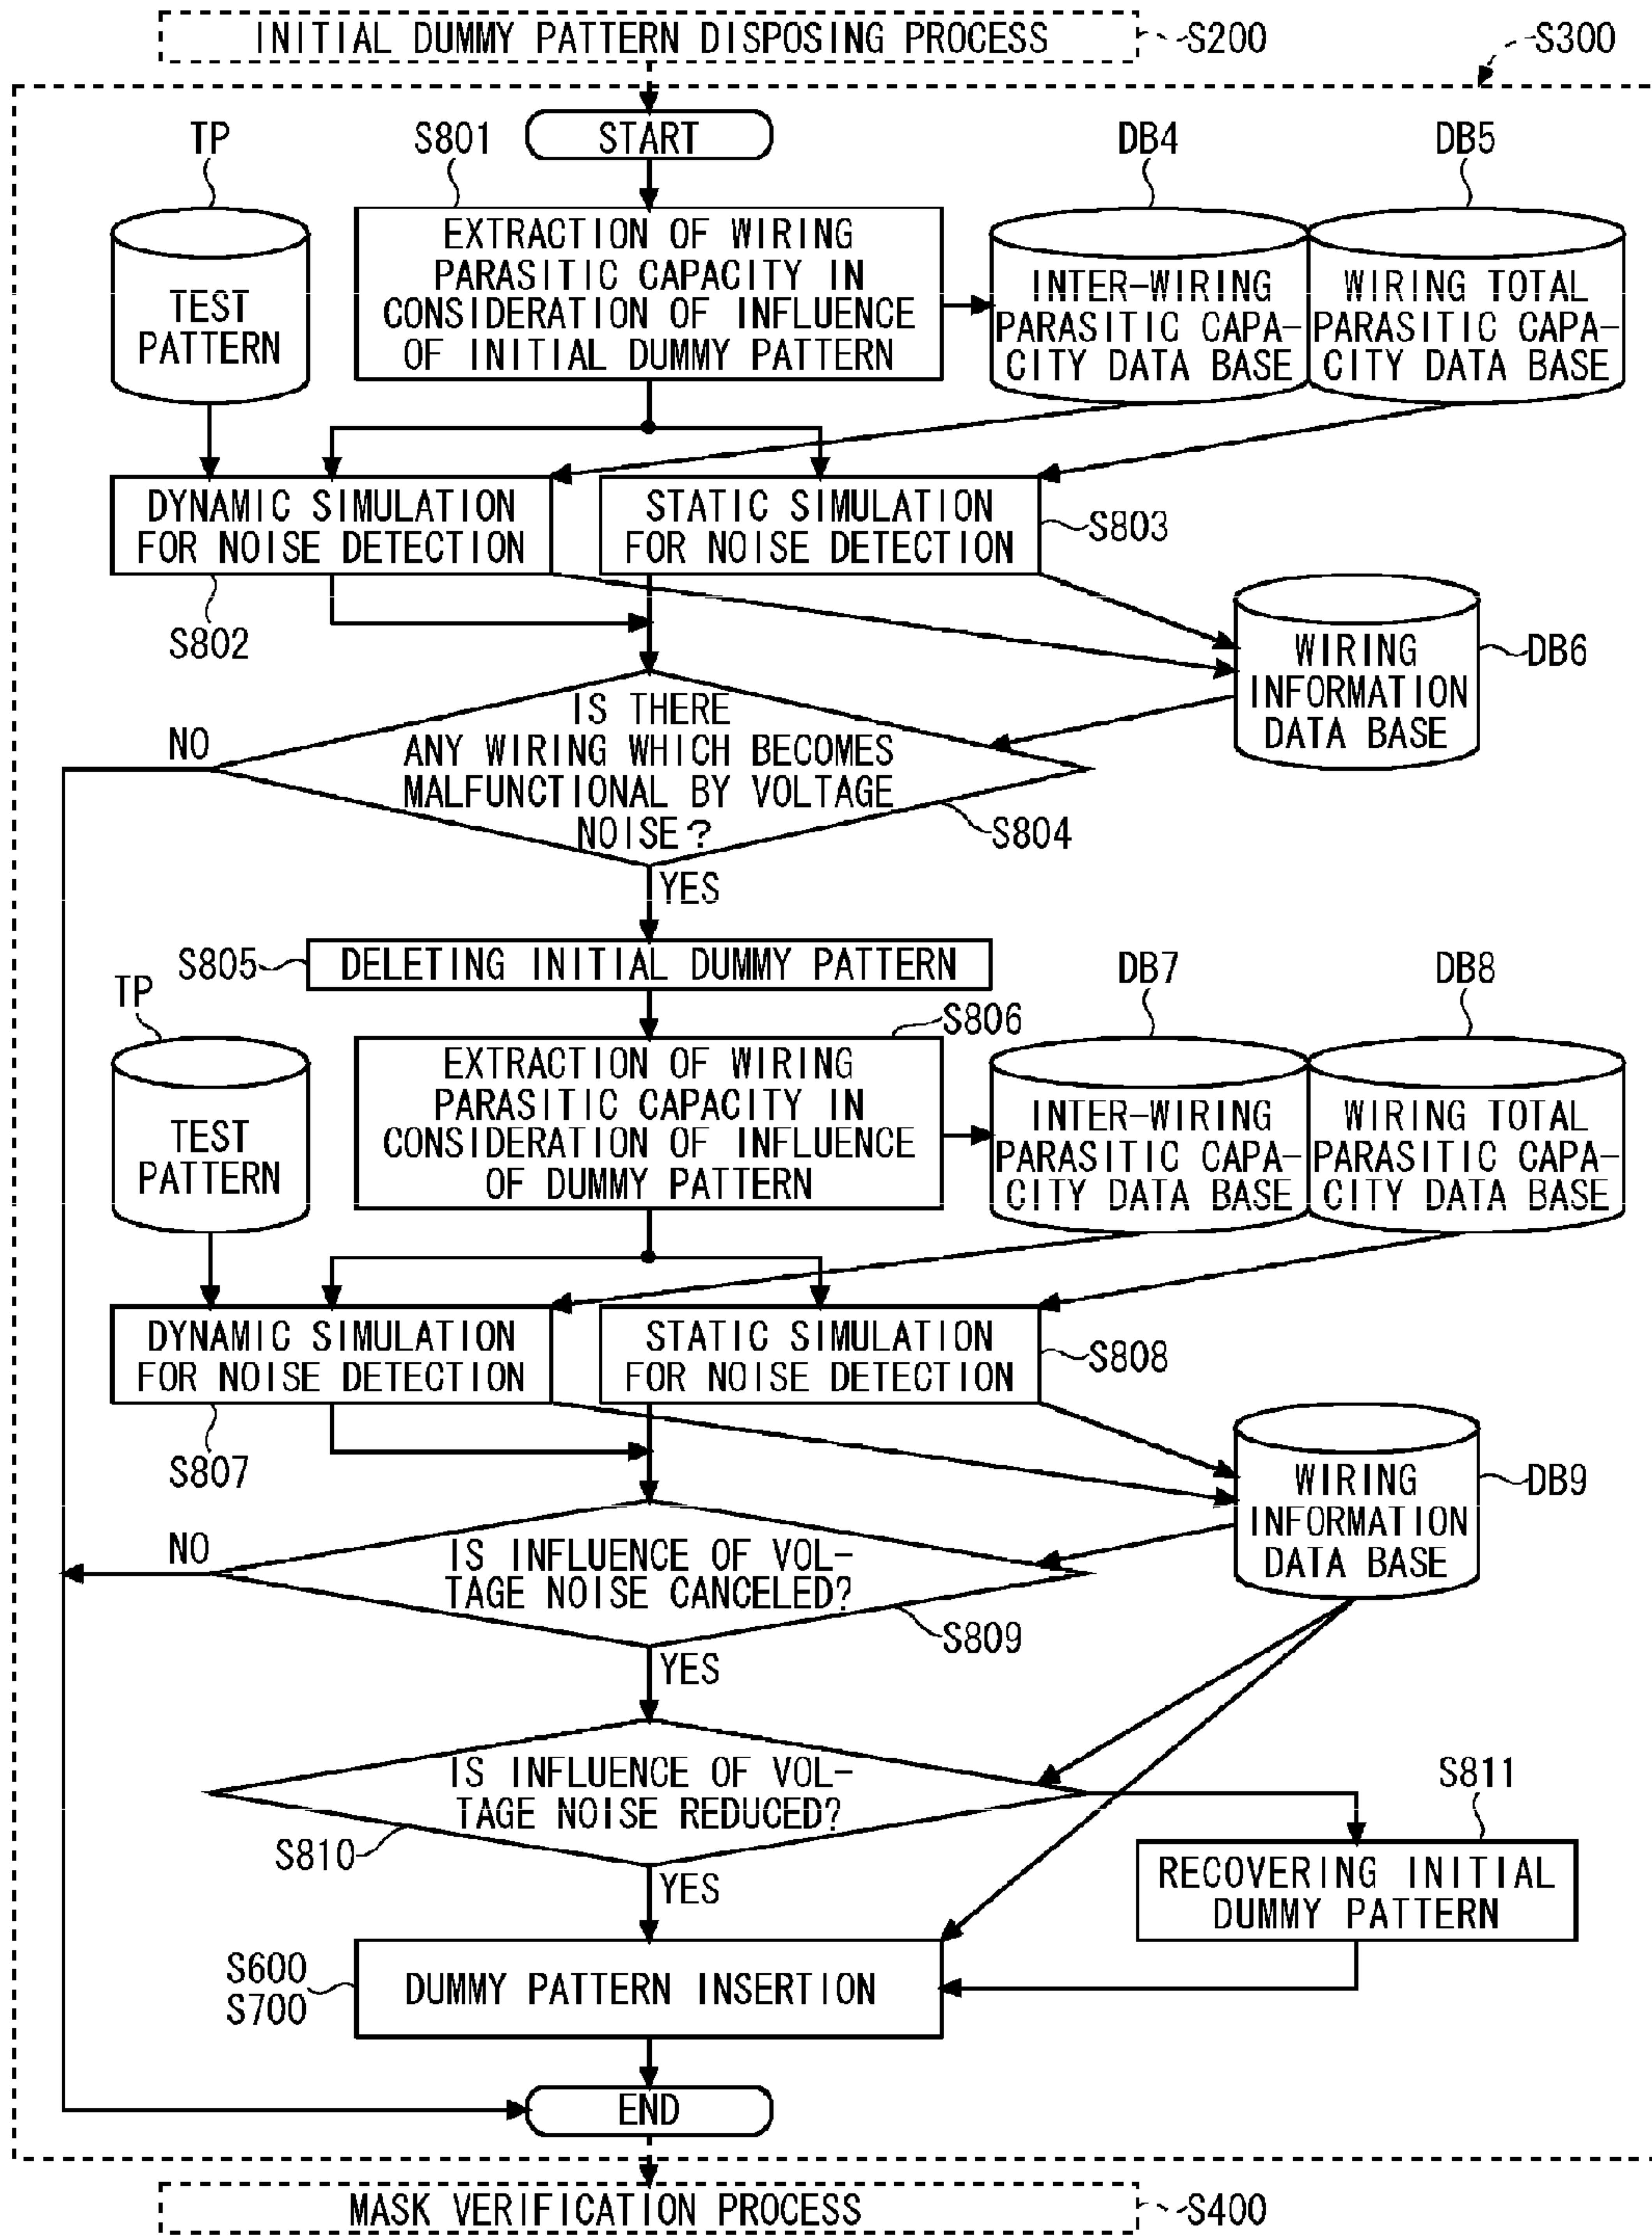 INITIAL DUMMY PATTERN DISPOSING PROCESS
S200
S300
START
TP
S801
DB4
DB5
TEST
PATTERN
EXTRACTION OF WIRING
PARASITIC CAPACITY IN
CONSIDERATION OF INFLUENCE
OF INITIAL DUMMY PATTERN
INTER-WIRING
PARASITIC CAPA-
CITY DATA BASE
WIRING TOTAL
PARASITIC CAPA-
CITY DATA BASE
DYNAMIC SIMULATION
FOR NOISE DETECTION
STATIC SIMULATION
FOR NOISE DETECTION
S803
S802
WIRING
INFORMATION
DATA BASE
DB6
IS THERE
ANY WIRING WHICH BECOMES
MALFUNCTIONAL BY VOLTAGE
NOISE?
NO
S804
YES
S805
DELETING INITIAL DUMMY PATTERN
TP
S806
DB7
DB8
TEST
PATTERN
EXTRACTION OF WIRING
PARASITIC CAPACITY IN
CONSIDERATION OF INFLUENCE
OF DUMMY PATTERN
INTER-WIRING
PARASITIC CAPA-
CITY DATA BASE
WIRING TOTAL
PARASITIC CAPA-
CITY DATA BASE
DYNAMIC SIMULATION
FOR NOISE DETECTION
STATIC SIMULATION
FOR NOISE DETECTION
S808
S807
WIRING
INFORMATION
DATA BASE
DB9
NO
IS INFLUENCE OF VOL-
TAGE NOISE CANCELED?
S809
YES
IS INFLUENCE OF VOL-
TAGE NOISE REDUCED?
S810
YES
S811
RECOVERING INITIAL
DUMMY PATTERN
S600
S700
DUMMY PATTERN INSERTION
END
MASK VERIFICATION PROCESS
S400